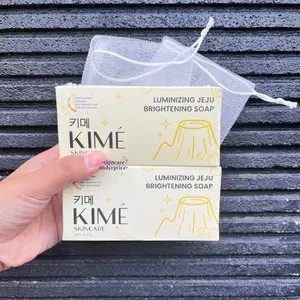 키메
KIMÉ
SKINCARE
LUMINIZING JEJU
BRIGHTENING SOAP
키메
KIMÉ
SKINCARE
LUMINIZING JEJU
BRIGHTENING SOAP